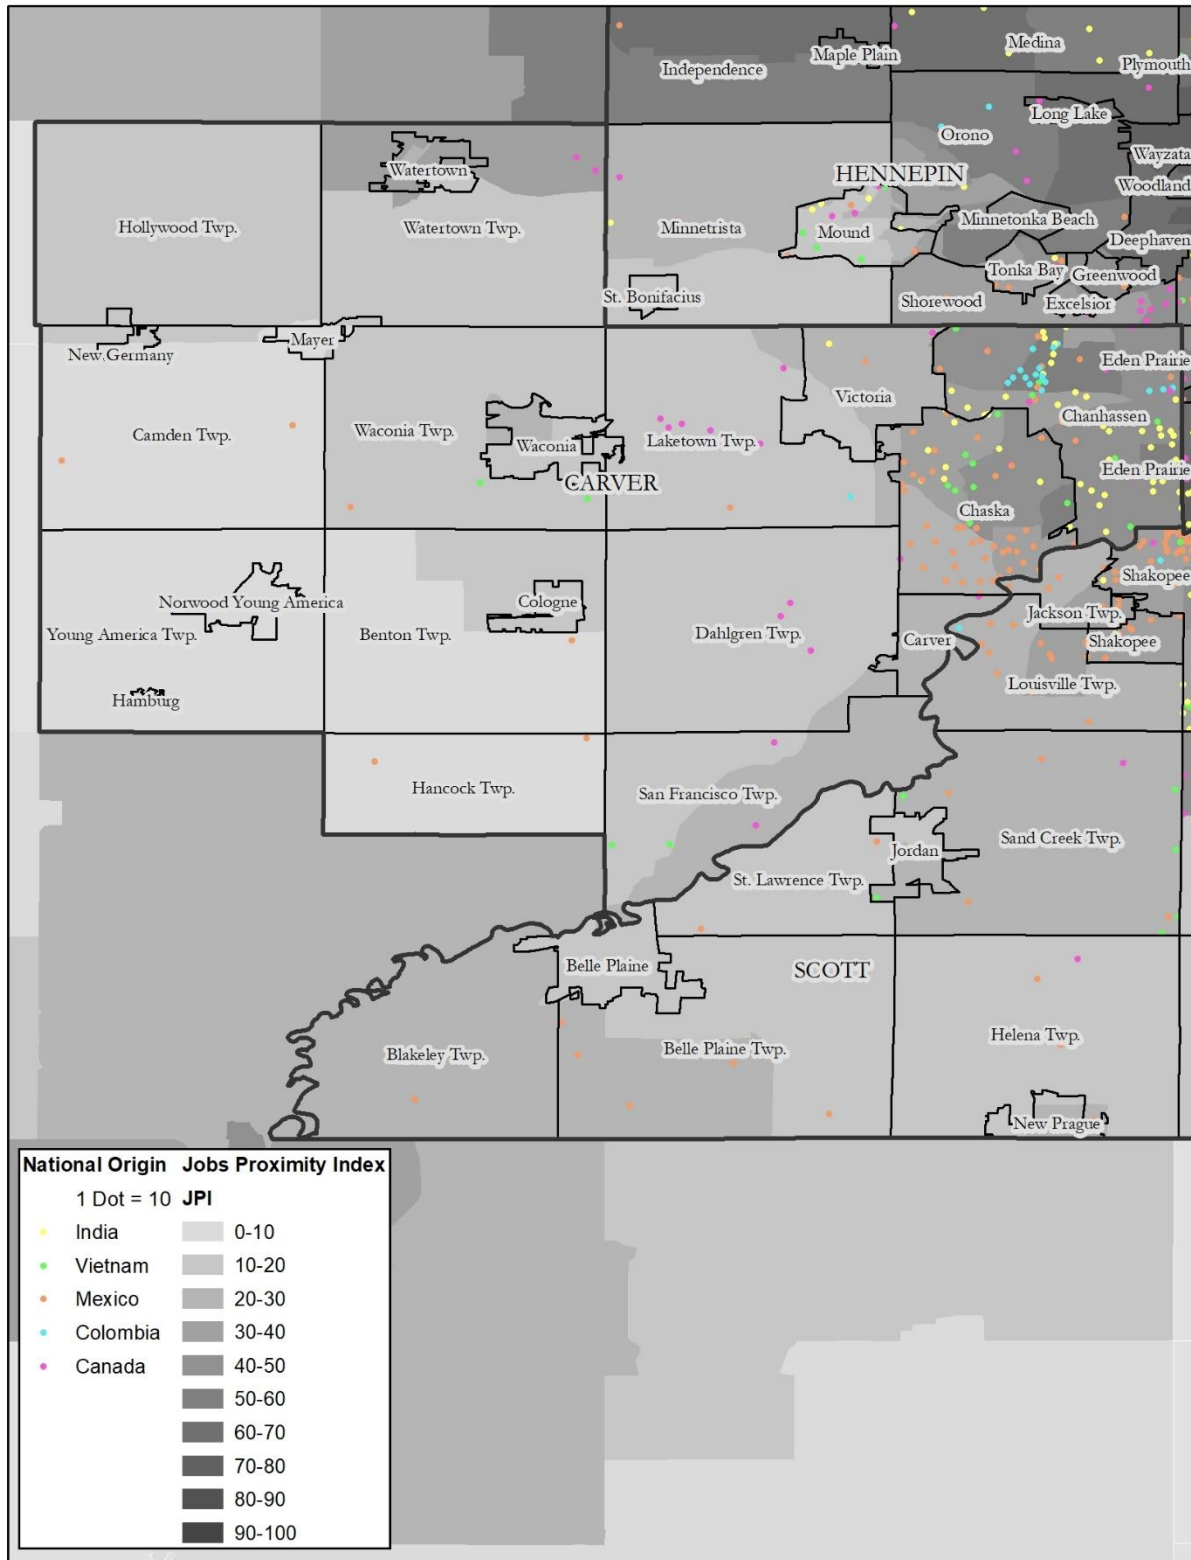 Medina
Maple Plain
Plymouth
Independence
Long Lake
Orono
Wayzata
Watertown
HENNEPIN
Woodland
Hollywood Twp.
Watertown Twp.
Minnetrista
Mound
Minnetonka Beach
Deephaven
Tonka Bay
Greenwood
St. Bonifacius
Shorewood
Excelsior
New Germany
Mayer
Eden Prairie
Victoria
Chanhassen
Camden Twp.
Waconia Twp.
Waconia
Laketown Twp.
Eden Prairie
CARVER
Chaska
Shakopee
Norwood Young America
Cologne
Young America Twp.
Benton Twp.
Dahlgren Twp.
Carver
Jackson Twp.
Shakopee
Louisville Twp.
Hamburg
Hancock Twp.
San Francisco Twp.
Sand Creek Twp.
Jordan
St. Lawrence Twp.
Belle Plaine
SCOTT
Helena Twp.
Blakeley Twp.
Belle Plaine Twp.
New Prague
National Origin Jobs Proximity Index
1 Dot = 10 JPI
India 0-10
Vietnam 10-20
Mexico 20-30
Colombia 30-40
Canada 40-50
50-60
60-70
70-80
80-90
90-100